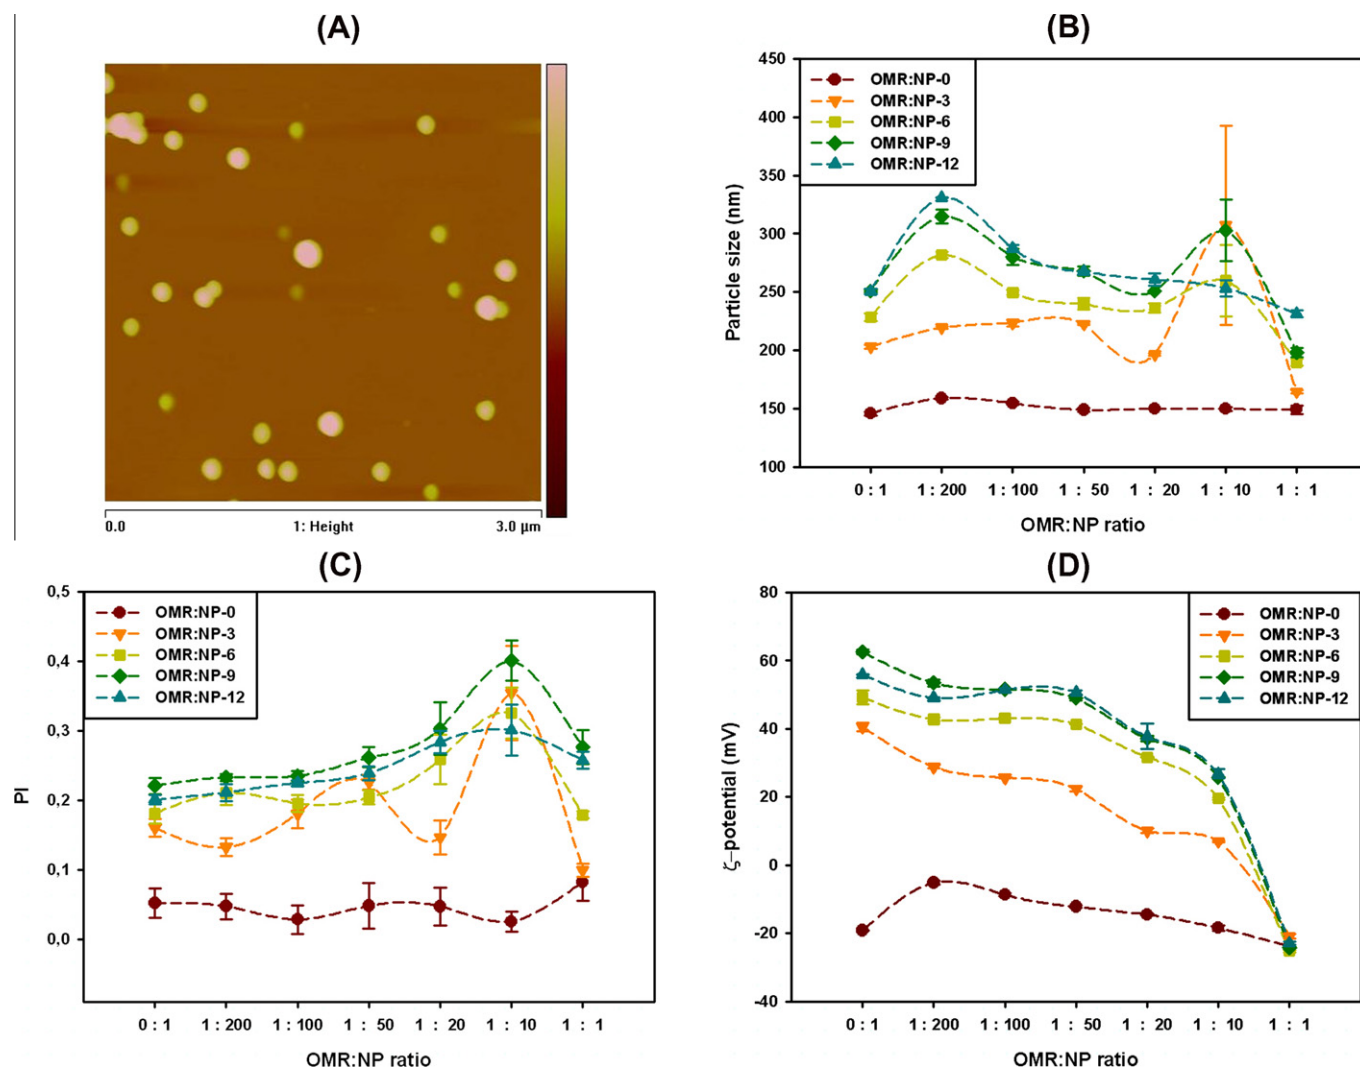 (A)
0.0 1: Height 3.0 µm
(B)
OMR:NP-0
OMR:NP-3
OMR:NP-6
OMR:NP-9
OMR:NP-12
450
400
350
300
250
200
150
100
Particle size (nm)
0 : 1 1 : 200 1 : 100 1 : 50 1 : 20 1 : 10 1 : 1
OMR:NP ratio
(C)
OMR:NP-0
OMR:NP-3
OMR:NP-6
OMR:NP-9
OMR:NP-12
0,5
0,4
0,3
0,2
0,1
0,0
PI
0 : 1 1 : 200 1 : 100 1 : 50 1 : 20 1 : 10 1 : 1
OMR:NP ratio
(D)
OMR:NP-0
OMR:NP-3
OMR:NP-6
OMR:NP-9
OMR:NP-12
80
60
40
20
0
-20
-40
ζ–potential (mV)
0 : 1 1 : 200 1 : 100 1 : 50 1 : 20 1 : 10 1 : 1
OMR:NP ratio